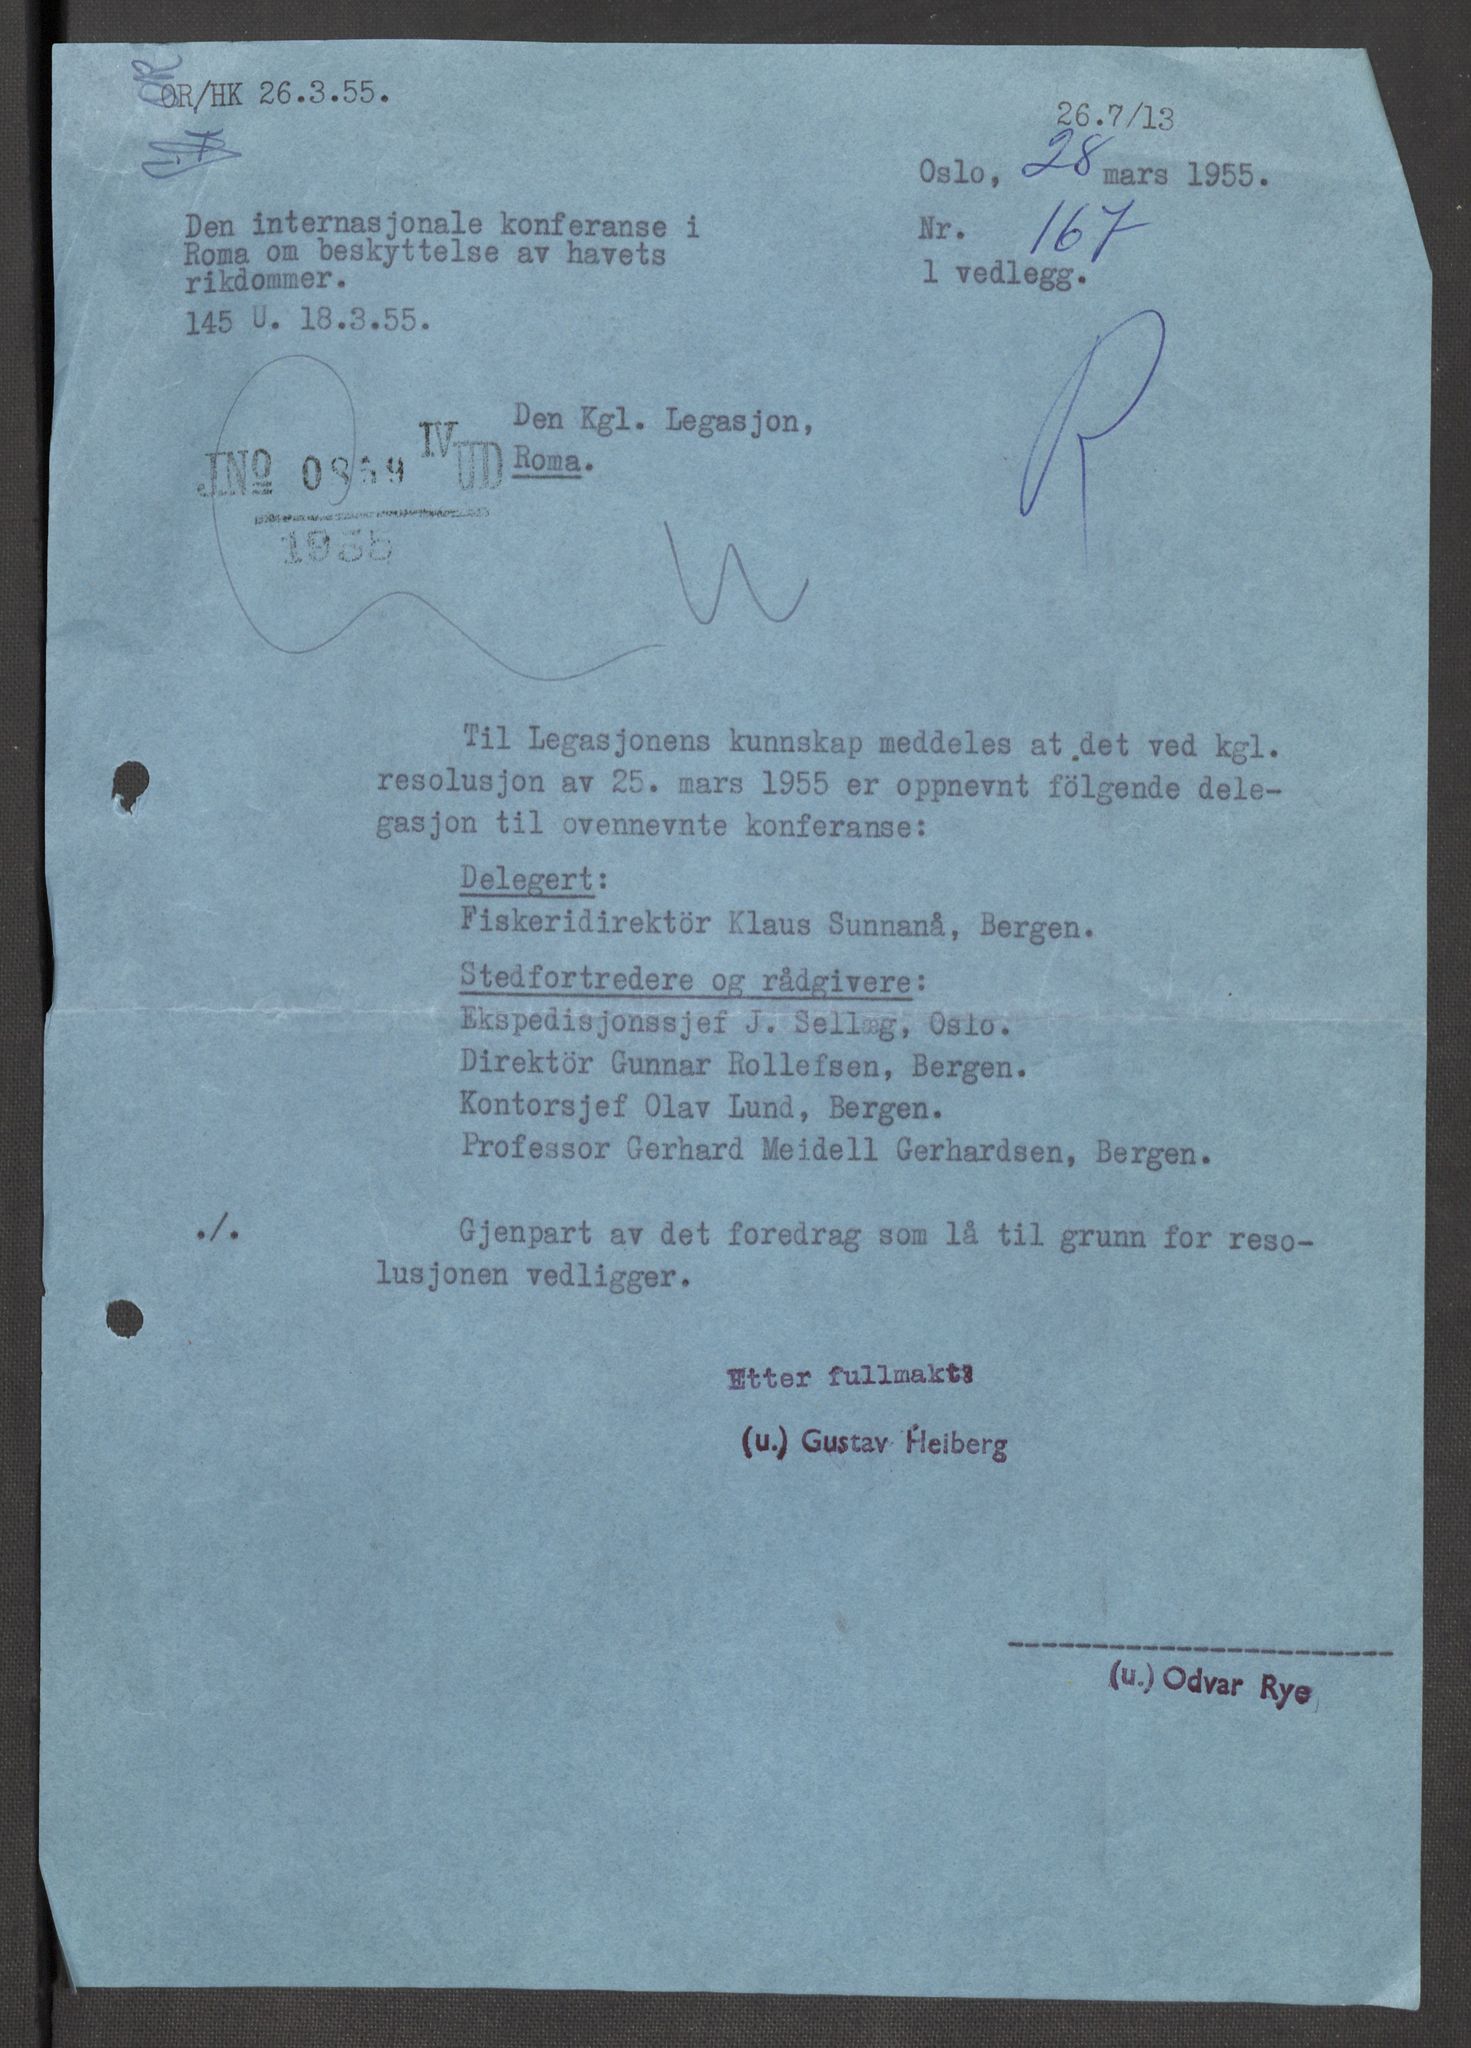 OR/HK 26.3.55.
26.7/13
Oslo, 28 mars 1955.
Den internasjonale konferanse i
Roma om beskyttelse av havets
rikdommer.
145 U. 18.3.55.
Nr. 167
1 vedlegg.
R
Den Kgl. Legasjon,
Roma.
JNo IV UD
1955
Til Legasjonens kunnskap meddeles at det ved kgl.
resolusjon av 25. mars 1955 er oppnevnt fölgende dele-
gasjon til ovennevnte konferanse:
Delegert:
Fiskeridirektör Klaus Sunnanå, Bergen.
Stedfortredere og rådgivere:
Ekspedisjonssjef J. Sellæg, Oslo.
Direktör Gunnar Rollefsen, Bergen.
Kontorsjef Olav Lund, Bergen.
Professor Gerhard Meidell Gerhardsen, Bergen.
./. Gjenpart av det foredrag som lå til grunn for reso-
lusjonen vedligger.
Etter fullmakt:
(u.) Gustav Heiberg
(u.) Odvar Rye